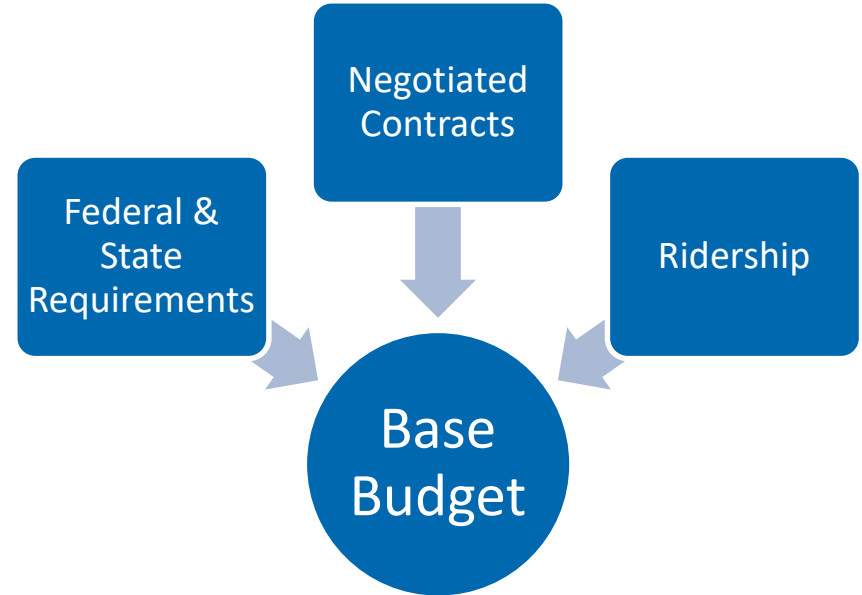 Negotiated
Contracts
Federal &
State
Requirements
Ridership
Base
Budget